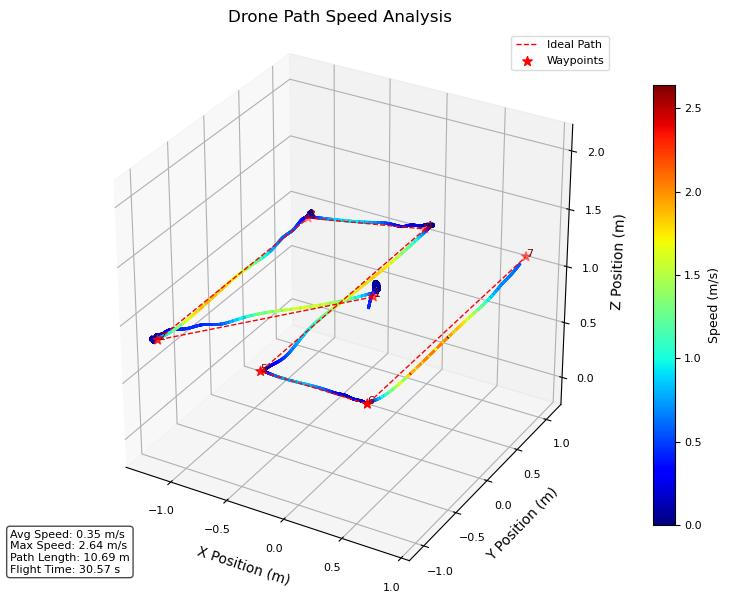 Drone Path Speed Analysis
Ideal Path
Waypoints
7
5
2.0
1.5
1.0
0.5
0.0
Z Position (m)
1.0
0.5
0.0
−0.5
−1.0
Y Position (m)
−1.0
−0.5
0.0
0.5
1.0
X Position (m)
2.5
2.0
1.5
1.0
0.5
0.0
Speed (m/s)
Avg Speed: 0.35 m/s
Max Speed: 2.64 m/s
Path Length: 10.69 m
Flight Time: 30.57 s